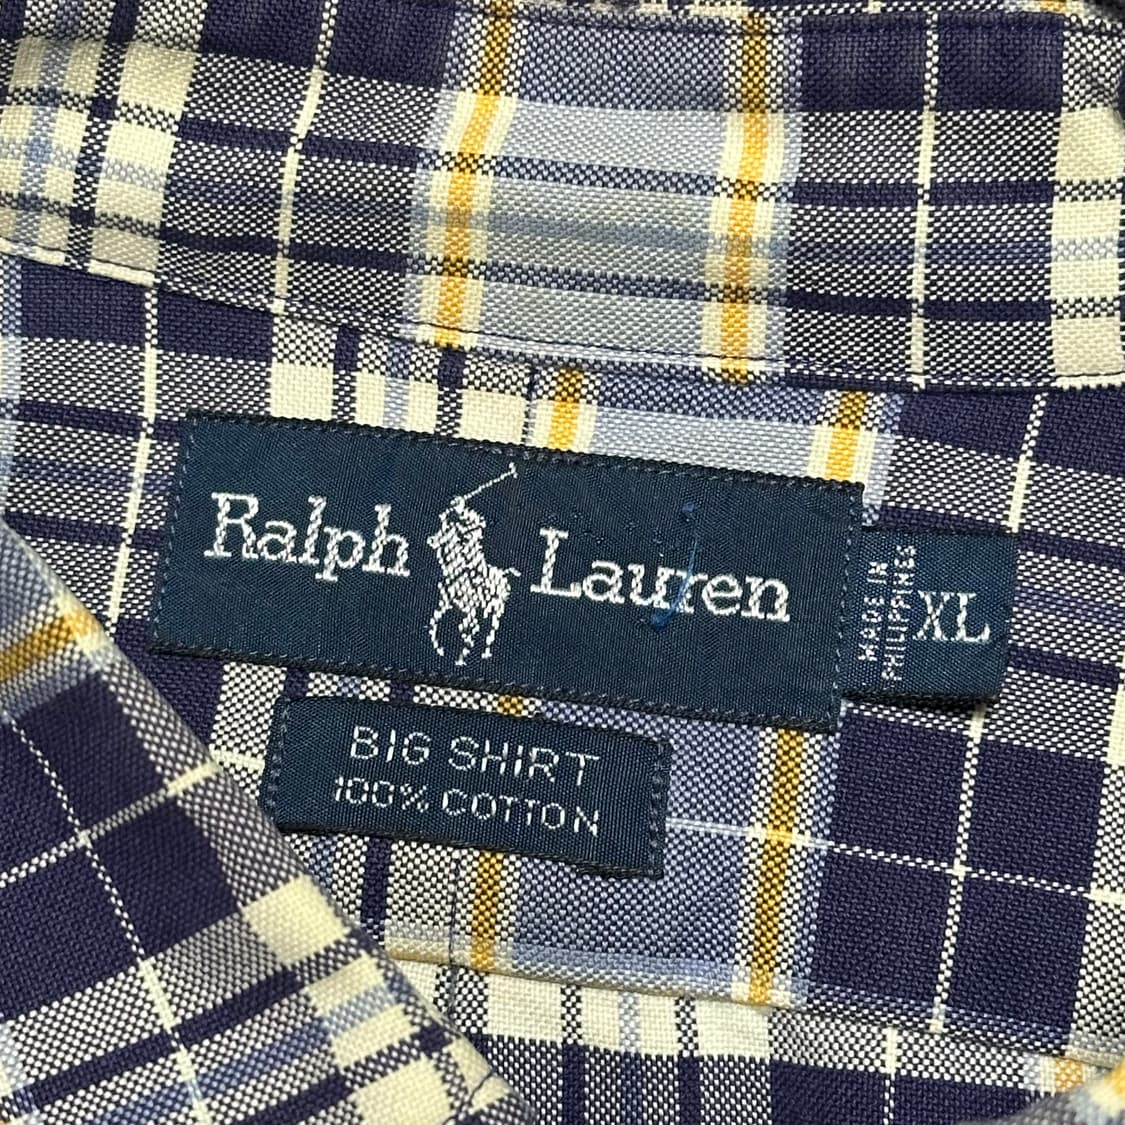 Ralph Lauren
XL
MADE IN
PHILIPPINES
BIG SHIRT
100% COTTON